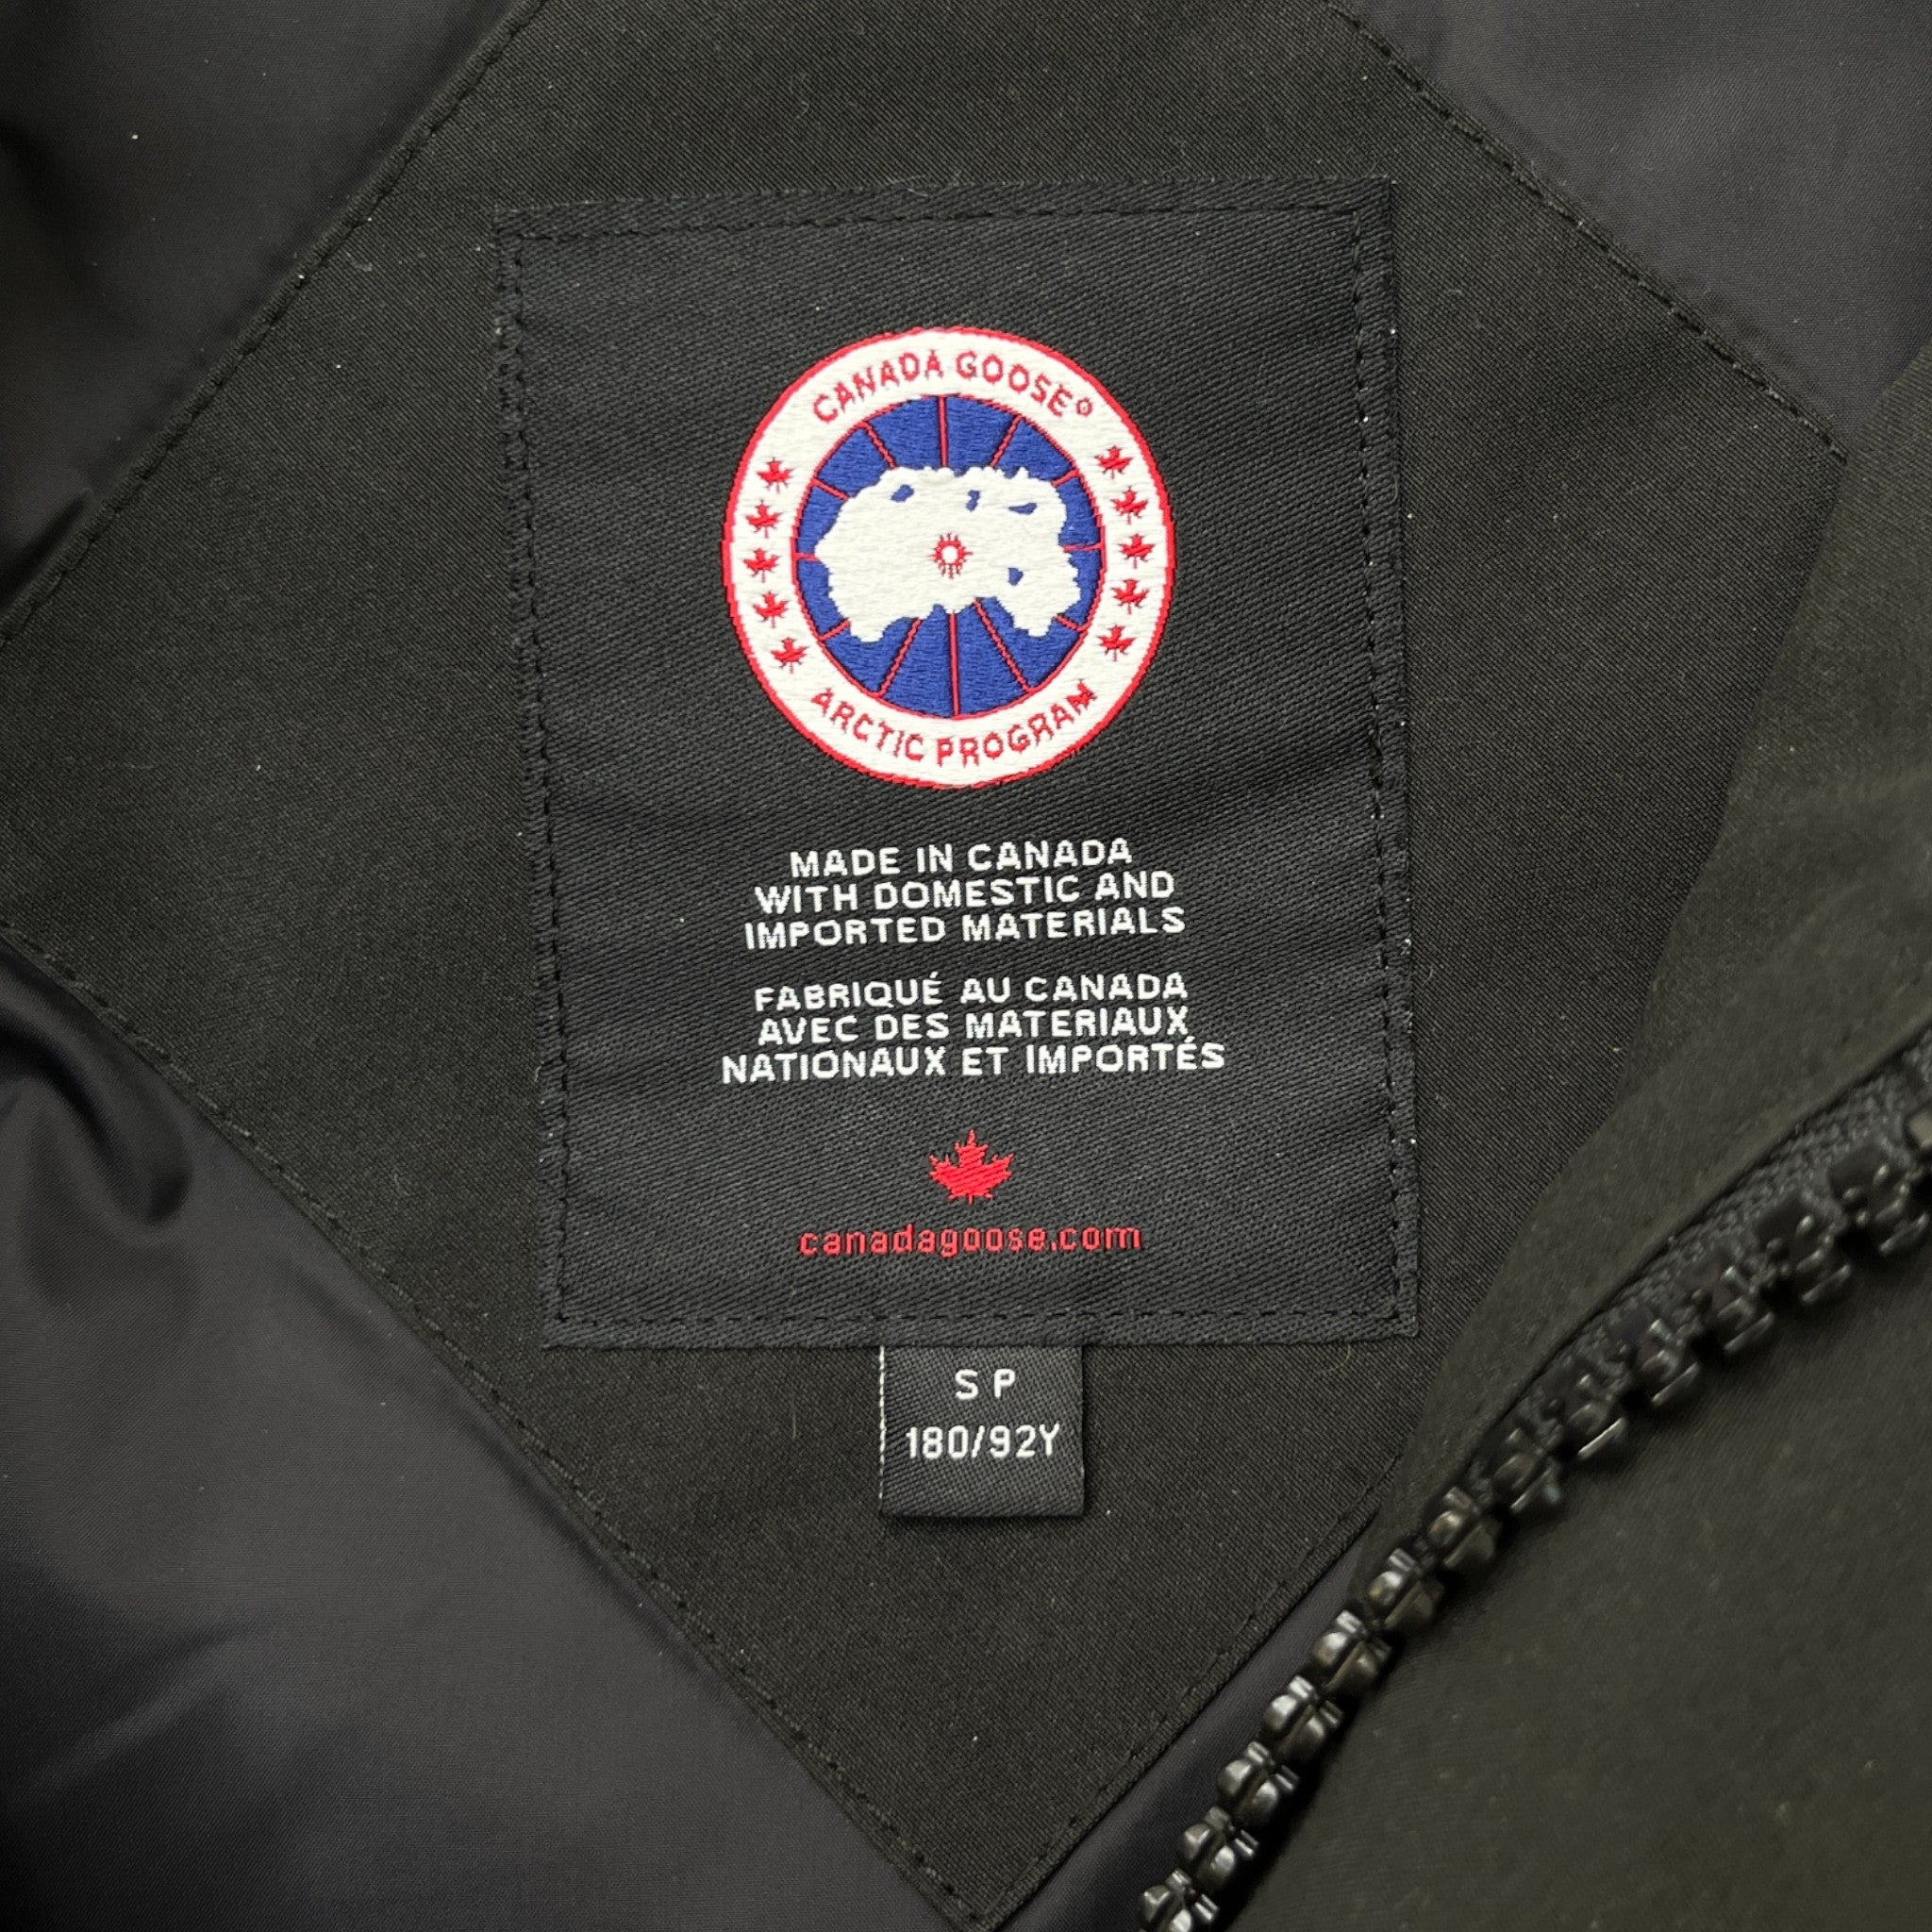 CANADA GOOSE®
ARCTIC PROGRAM
MADE IN CANADA
WITH DOMESTIC AND
IMPORTED MATERIALS
FABRIQUÉ AU CANADA
AVEC DES MATERIAUX
NATIONAUX ET IMPORTÉS
canadagoose.com
S P
180/92Y